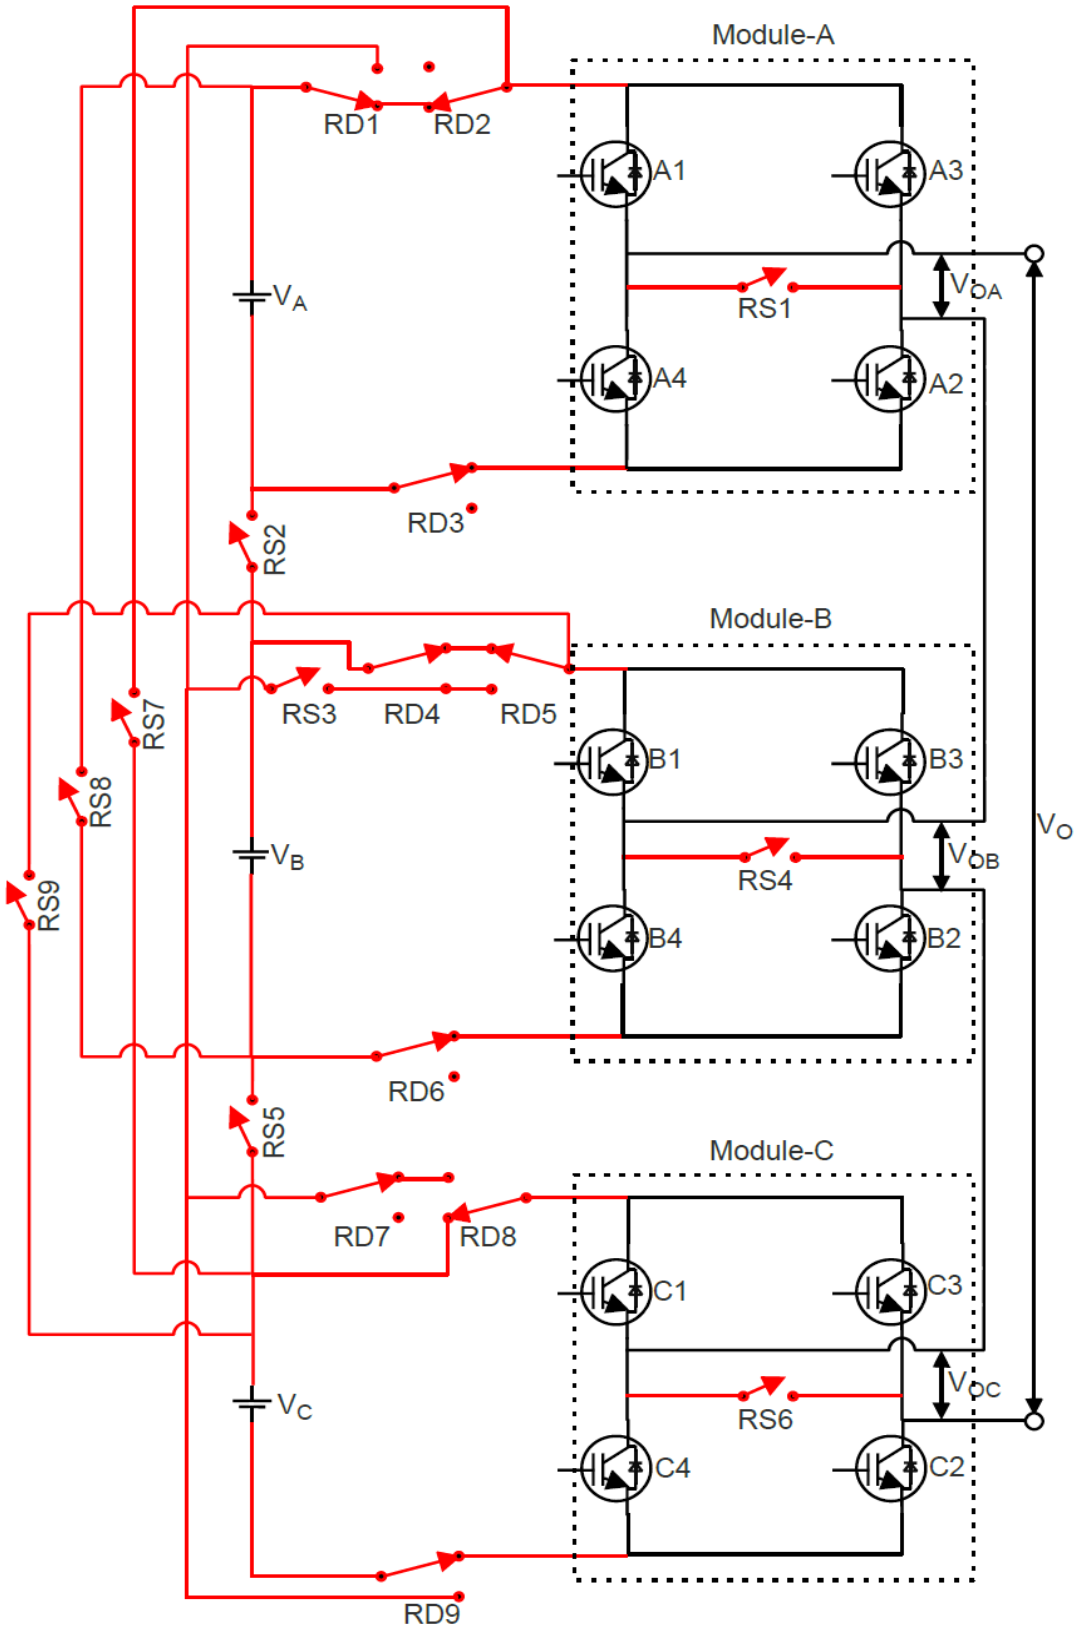 Module-A
RD1
RD2
A1
A3
VA
RS1
VOA
A4
A2
RD3
RS2
Module-B
RS3
RD4
RD5
RS7
B1
B3
RS8
VO
VB
RS4
VOB
RS9
B4
B2
RD6
RS5
Module-C
RD7
RD8
C1
C3
VC
RS6
VOC
C4
C2
RD9